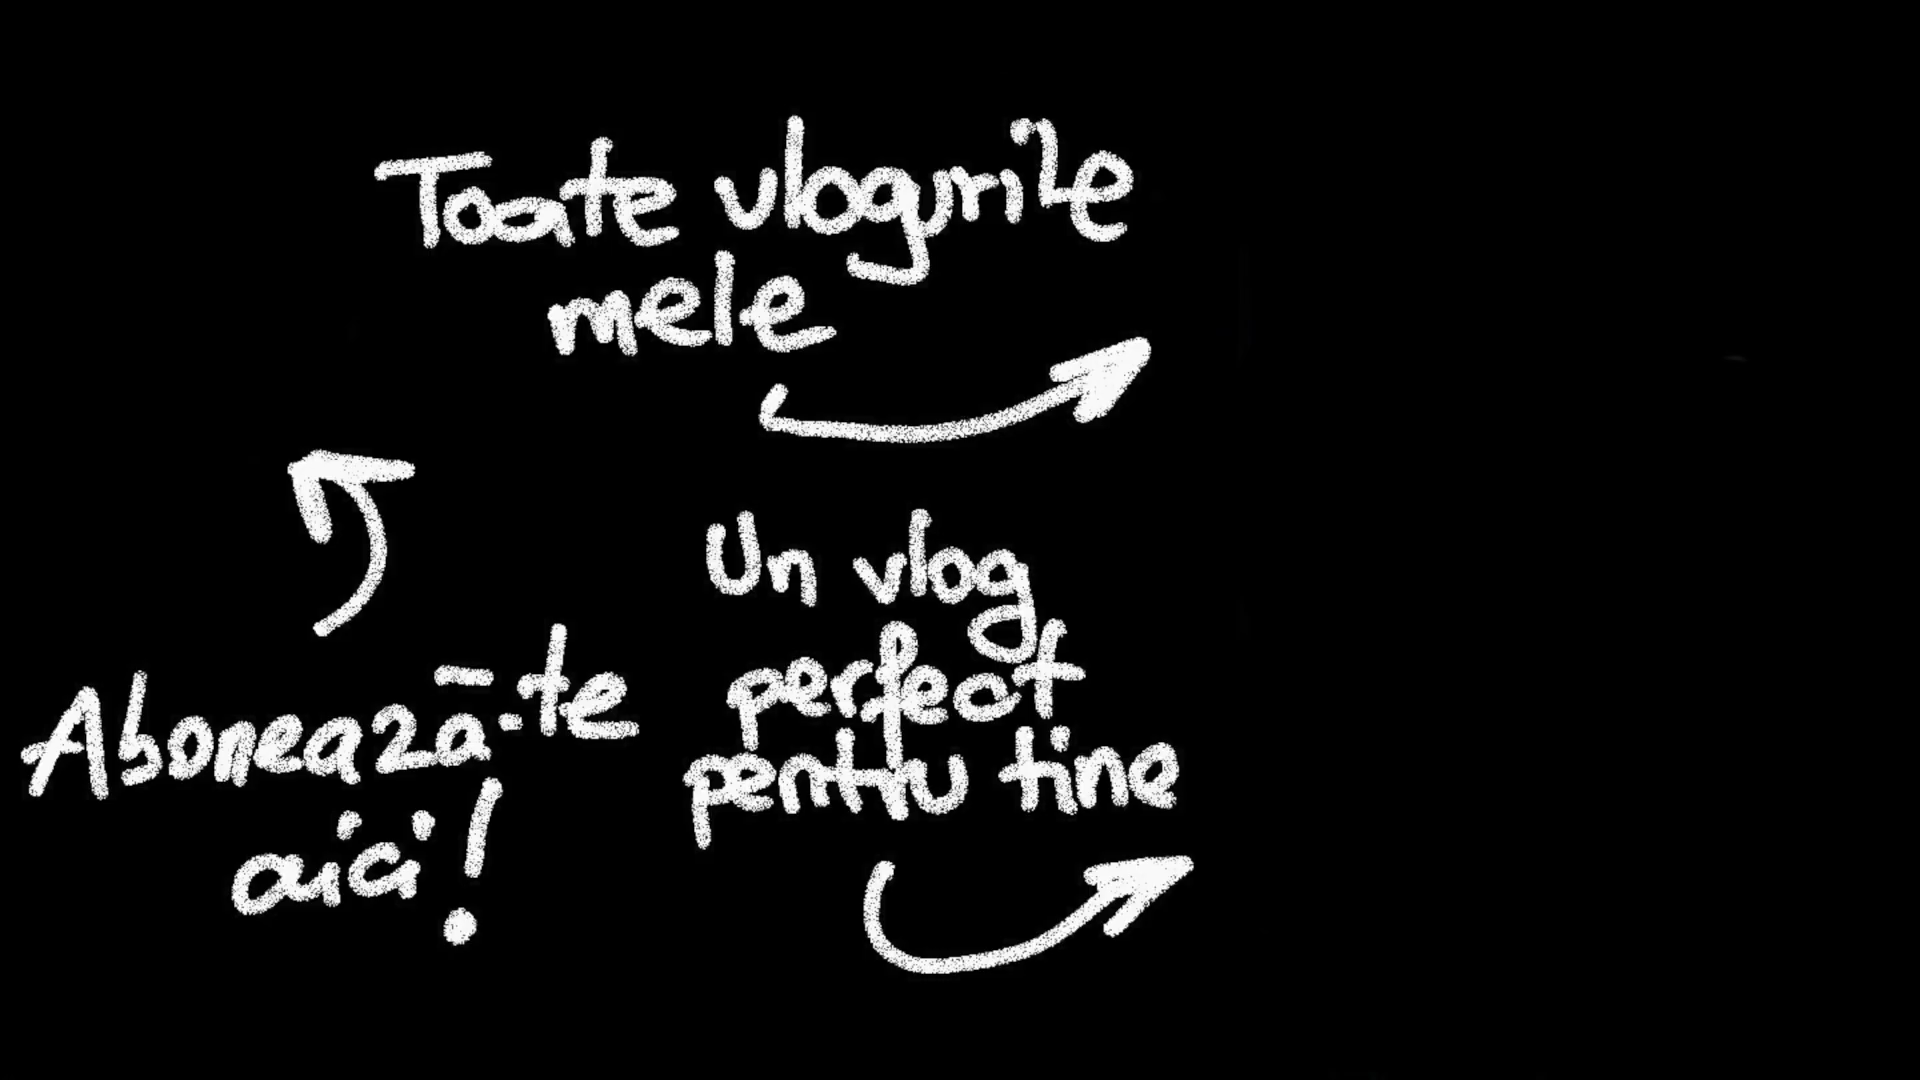 Toate vlogurile
mele
Un vlog
perfect
pentru tine
Abonează-te
aici!